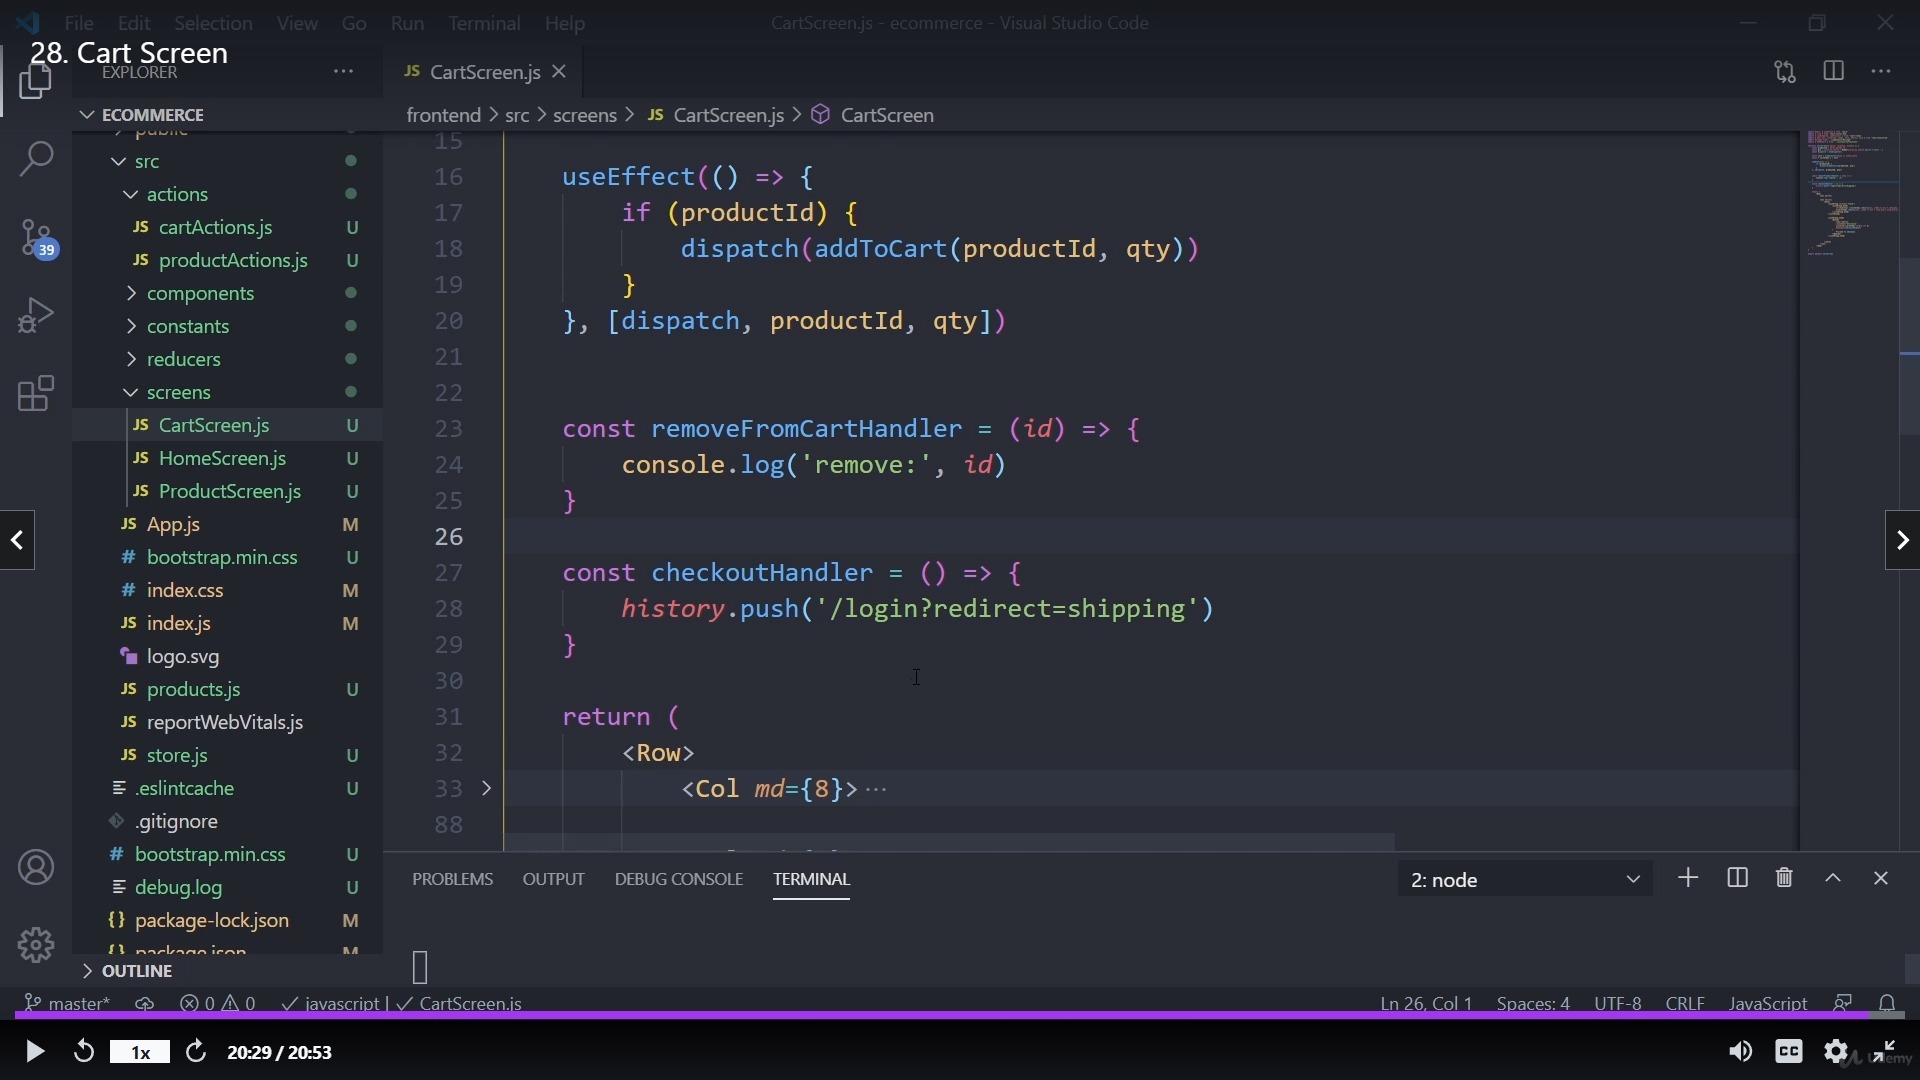 File Edit Selection View Go Run Terminal Help
CartScreen.js - ecommerce - Visual Studio Code
28. Cart Screen
EXPLORER
JS CartScreen.js
ECOMMERCE
frontend > src > screens > JS CartScreen.js > CartScreen
public
src
actions
JS cartActions.js U
JS productActions.js U
components
constants
reducers
screens
JS CartScreen.js U
JS HomeScreen.js U
JS ProductScreen.js U
JS App.js M
# bootstrap.min.css U
# index.css M
JS index.js M
logo.svg
JS products.js U
JS reportWebVitals.js
JS store.js U
.eslintcache U
.gitignore
# bootstrap.min.css U
debug.log U
{} package-lock.json M
{} package.json M
OUTLINE
39
15
16 useEffect(() => {
17 if (productId) {
18 dispatch(addToCart(productId, qty))
19 }
20 }, [dispatch, productId, qty])
21
22
23 const removeFromCartHandler = (id) => {
24 console.log('remove:', id)
25 }
26
27 const checkoutHandler = () => {
28 history.push('/login?redirect=shipping')
29 }
30
31 return (
32 <Row>
33 <Col md={8}>···
88
PROBLEMS OUTPUT DEBUG CONSOLE TERMINAL
2: node
master* 0 0 javascript | CartScreen.js
Ln 26, Col 1 Spaces: 4 UTF-8 CRLF JavaScript
1x 20:29 / 20:53
CC
Udemy